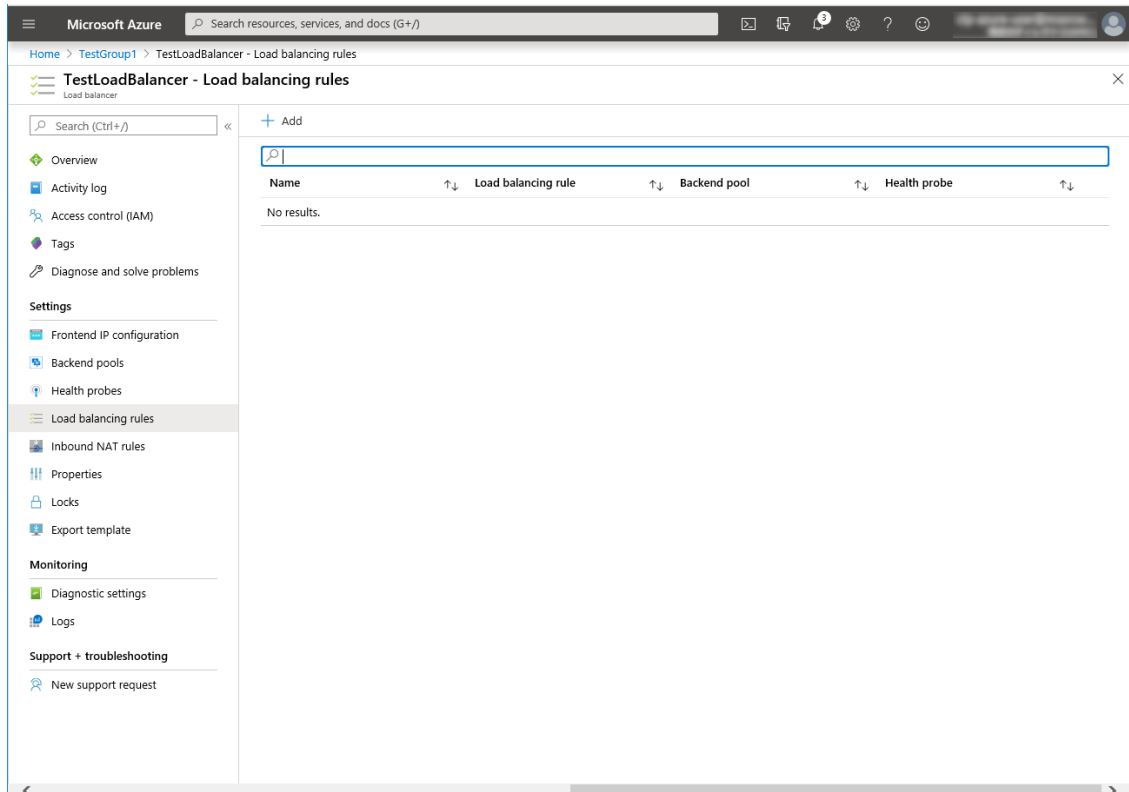 Microsoft Azure
Search resources, services, and docs (G+/)
3
Home > TestGroup1 > TestLoadBalancer - Load balancing rules
TestLoadBalancer - Load balancing rules
Load balancer
Search (Ctrl+/)
Add
Overview
Activity log
Access control (IAM)
Tags
Diagnose and solve problems
Settings
Frontend IP configuration
Backend pools
Health probes
Load balancing rules
Inbound NAT rules
Properties
Locks
Export template
Monitoring
Diagnostic settings
Logs
Support + troubleshooting
New support request
Name Load balancing rule Backend pool Health probe
No results.